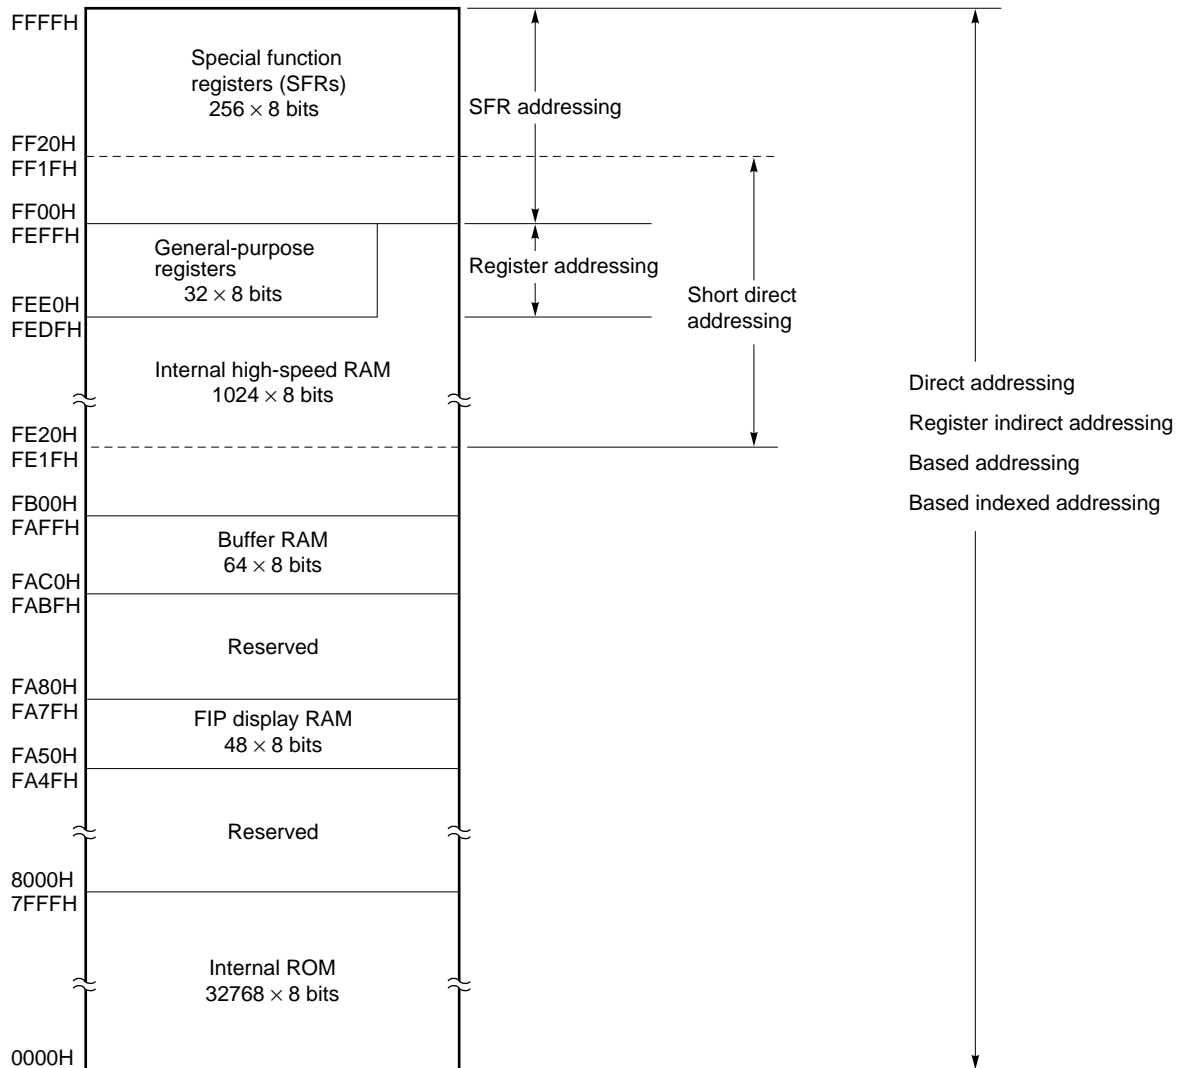 FFFFH
Special function
registers (SFRs)
256 × 8 bits
SFR addressing
FF20H
FF1FH
FF00H
FEFFH
General-purpose
registers
32 × 8 bits
Register addressing
Short direct
addressing
FEE0H
FEDFH
Internal high-speed RAM
1024 × 8 bits
Direct addressing
Register indirect addressing
Based addressing
Based indexed addressing
FE20H
FE1FH
FB00H
FAFFH
Buffer RAM
64 × 8 bits
FAC0H
FABFH
Reserved
FA80H
FA7FH
FIP display RAM
48 × 8 bits
FA50H
FA4FH
Reserved
8000H
7FFFH
Internal ROM
32768 × 8 bits
0000H